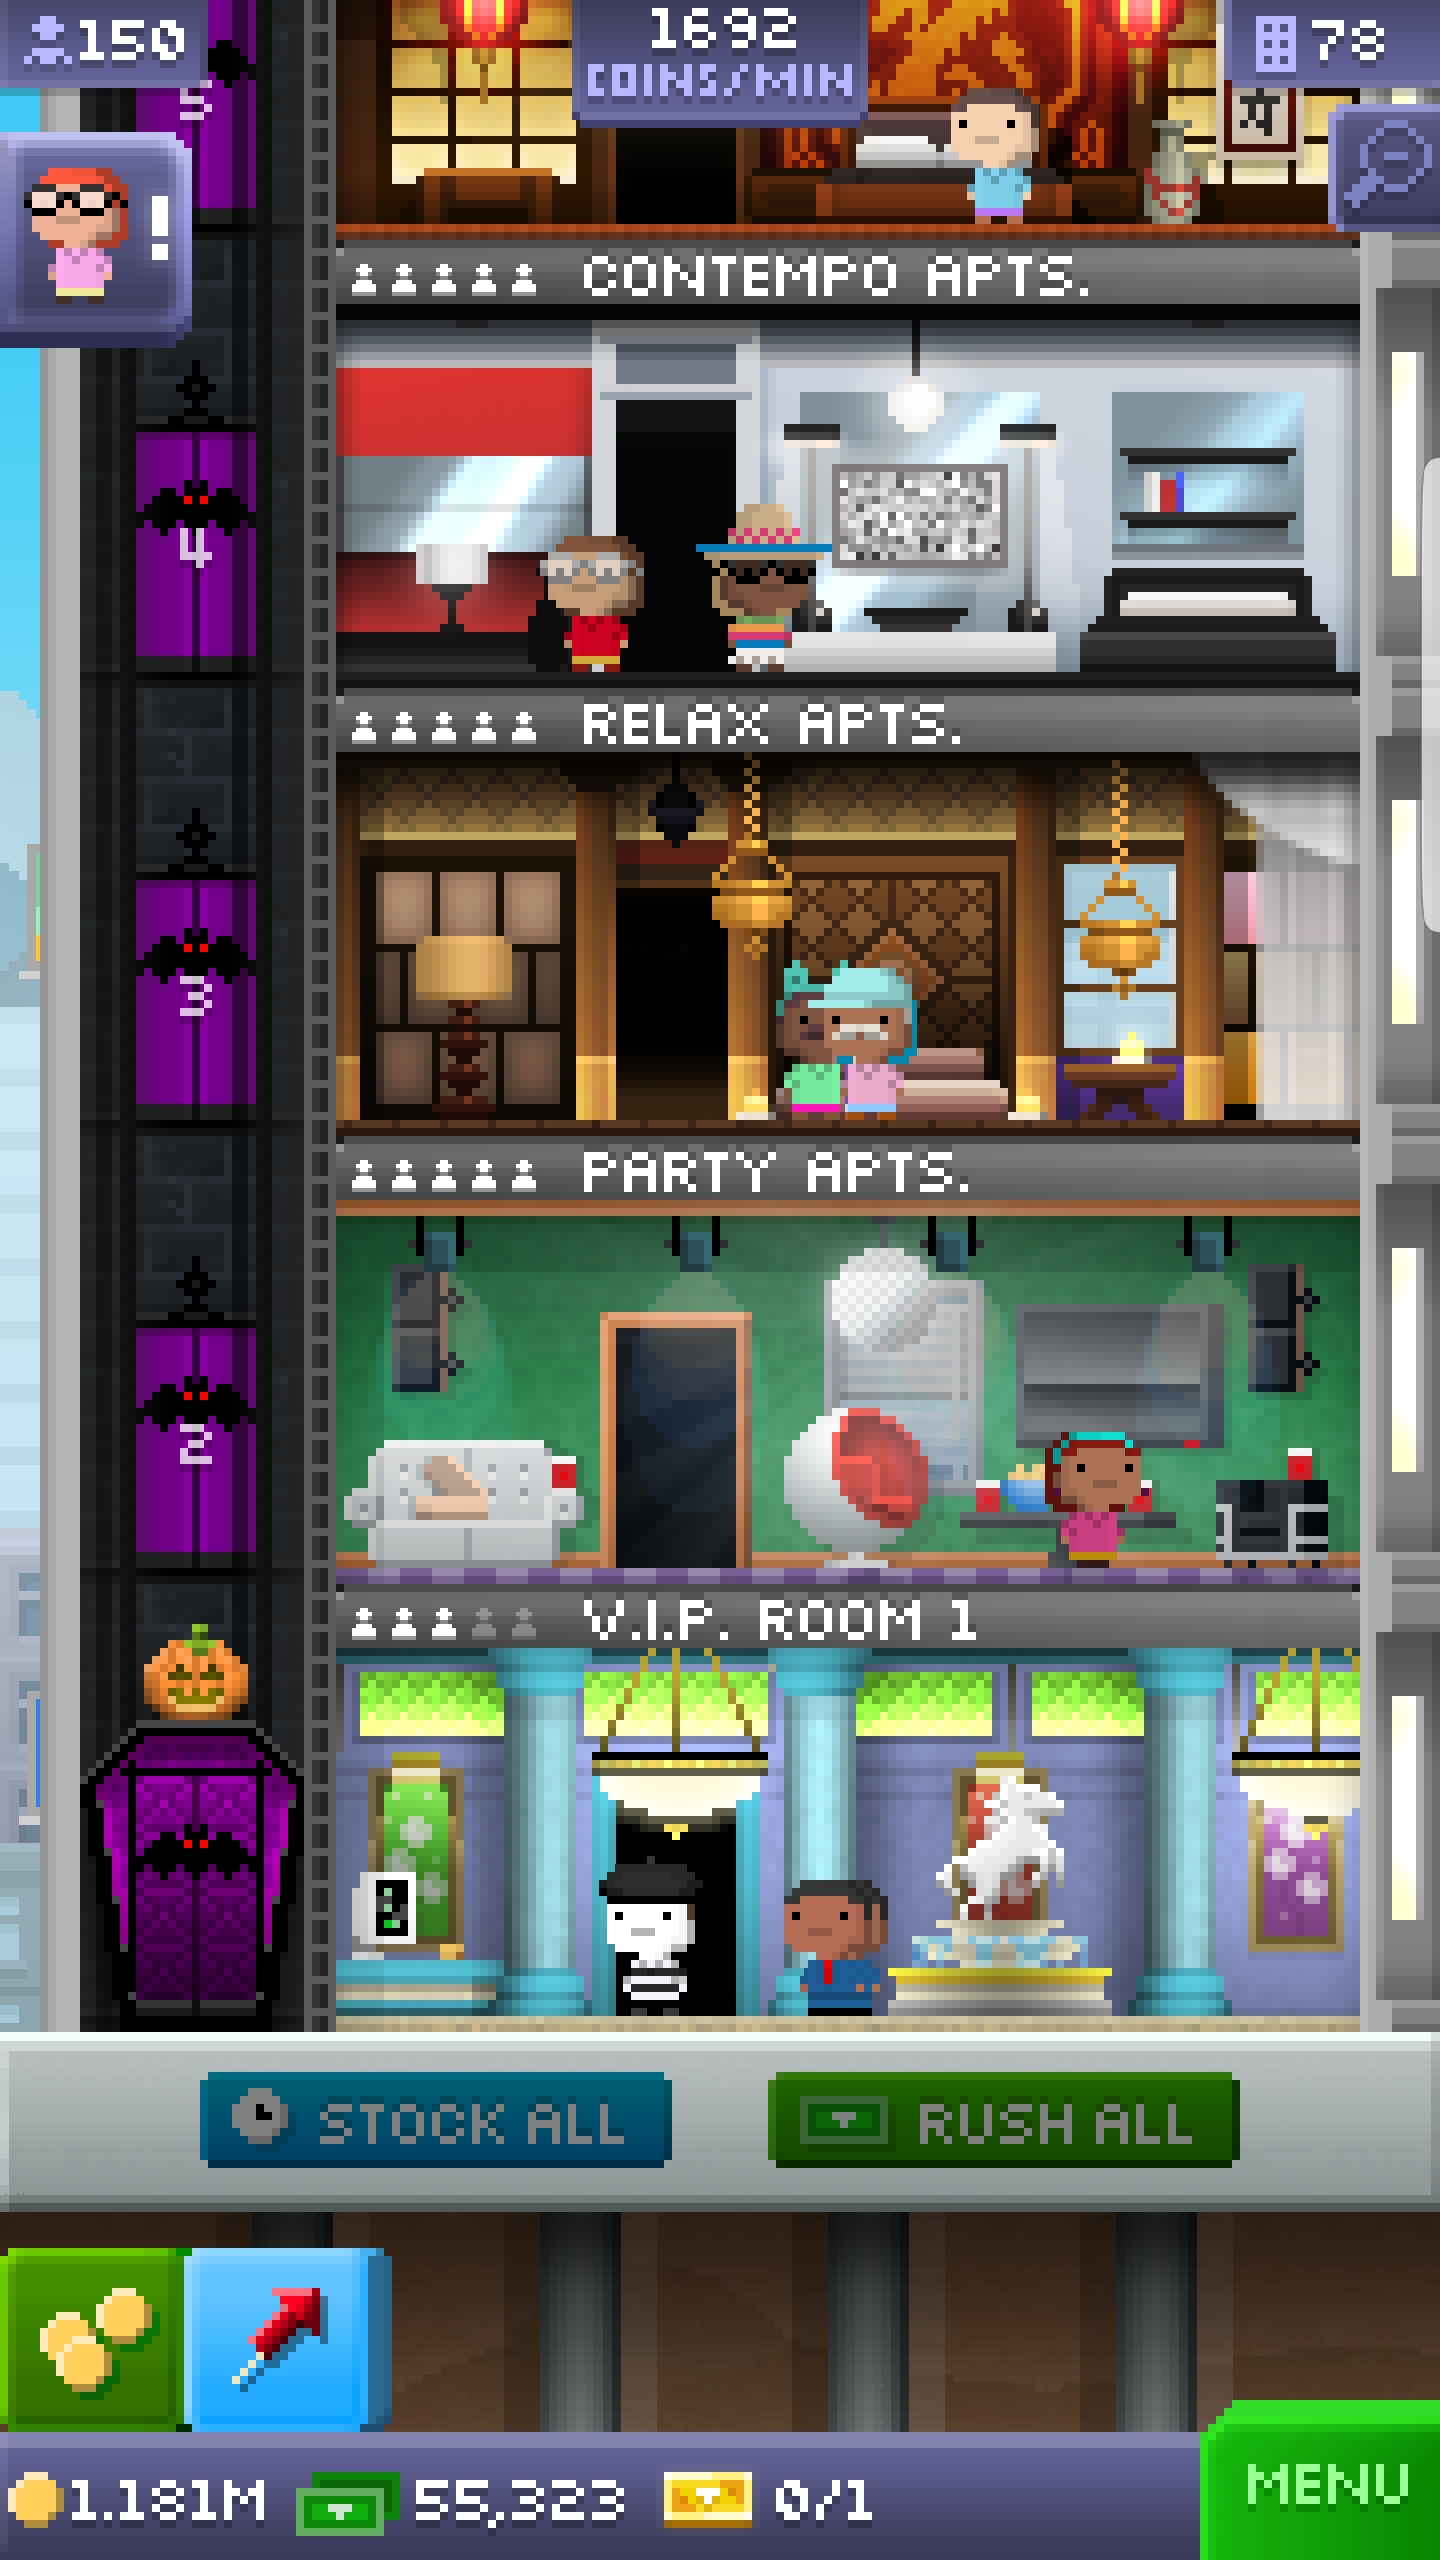 150
1692
COINS/MIN
78
5
!
CONTEMPO APTS.
4
RELAX APTS.
3
PARTY APTS.
2
V.I.P. ROOM 1
STOCK ALL
RUSH ALL
1.181M
55,323
0/1
MENU